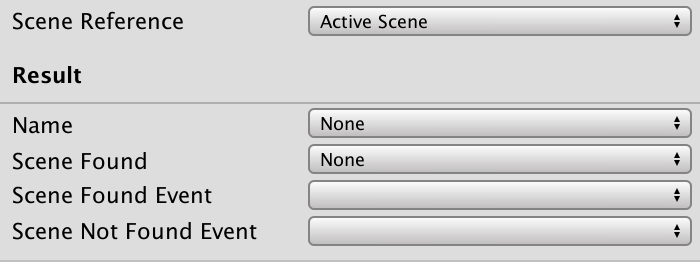 Scene Reference Active Scene
Result
Name None
Scene Found None
Scene Found Event
Scene Not Found Event